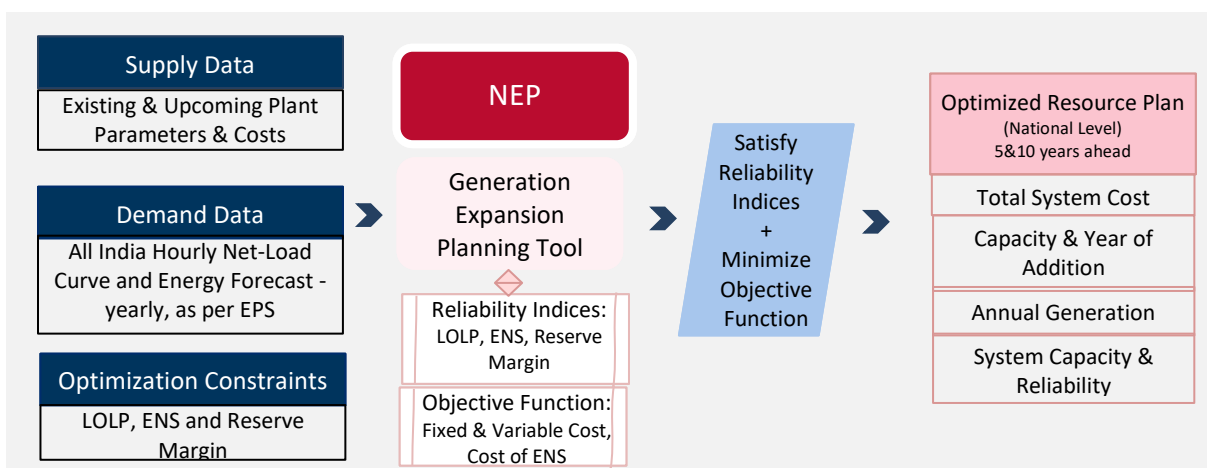 Supply Data
Existing & Upcoming Plant
Parameters & Costs
Demand Data
All India Hourly Net-Load
Curve and Energy Forecast -
yearly, as per EPS
Optimization Constraints
LOLP, ENS and Reserve
Margin
NEP
Generation
Expansion
Planning Tool
Reliability Indices:
LOLP, ENS, Reserve
Margin
Objective Function:
Fixed & Variable Cost,
Cost of ENS
Satisfy
Reliability
Indices
+
Minimize
Objective
Function
Optimized Resource Plan
(National Level)
5&10 years ahead
Total System Cost
Capacity & Year of
Addition
Annual Generation
System Capacity &
Reliability